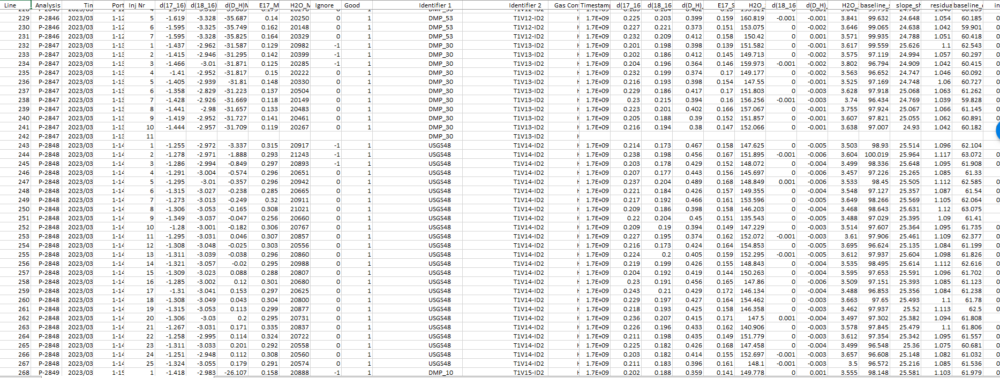 Line Analysis Tin Port Inj Nr d(17_16) d(18_16) d(D_H)M E17_M H2O_M Ignore Good Identifier 1 Identifier 2 Gas Con Timestamp d(17_16 d(18_16 d(D_H)_ E17_S H2O_ d(18_16 d(D_H)_ H2O_ baseline_s slope_sh residua baseline_ in
229 P-2846 2023/03 1-12 5 -1.619 -3.328 -35.687 0.14 20250 0 1 DMP_53 T1V12-ID2 H 1.7E+09 0.225 0.203 0.399 0.159 160.819 -0.001 -0.001 3.841 99.632 24.648 1.054 60.185 0
230 P-2846 2023/03 1-12 6 -1.595 -3.325 -35.749 0.162 20148 0 1 DMP_53 T1V12-ID2 H 1.7E+09 0.227 0.221 0.373 0.151 153.075 0 -0.001 3.646 99.065 24.638 1.042 59.901 0
231 P-2846 2023/03 1-12 7 -1.595 -3.328 -35.825 0.164 20329 0 1 DMP_53 T1V12-ID2 H 1.7E+09 0.232 0.209 0.412 0.158 150.42 0 0.001 3.571 99.935 24.788 1.051 60.418 0
232 P-2847 2023/03 1-13 1 -1.437 -2.962 -31.587 0.129 20982 -1 1 DMP_30 T1V13-ID2 H 1.7E+09 0.201 0.198 0.398 0.139 151.582 0 -0.001 3.617 99.559 25.626 1.1 62.543 0
233 P-2847 2023/03 1-13 2 -1.415 -2.946 -31.295 0.142 20399 -1 1 DMP_30 T1V13-ID2 H 1.7E+09 0.202 0.186 0.412 0.145 149.713 0 -0.002 3.575 97.119 24.994 1.057 60.297 0
234 P-2847 2023/03 1-13 3 -1.466 -3.01 -31.871 0.125 20285 -1 1 DMP_30 T1V13-ID2 H 1.7E+09 0.204 0.196 0.364 0.146 159.973 -0.001 -0.002 3.802 96.794 24.909 1.042 60.415 0
235 P-2847 2023/03 1-13 4 -1.41 -2.952 -31.817 0.15 20222 0 1 DMP_30 T1V13-ID2 H 1.7E+09 0.232 0.199 0.374 0.17 149.177 0 -0.002 3.563 96.652 24.747 1.046 60.092 0
236 P-2847 2023/03 1-13 5 -1.405 -2.939 -31.81 0.148 20330 0 1 DMP_30 T1V13-ID2 H 1.7E+09 0.216 0.193 0.398 0.154 147.55 0 -0.001 3.525 97.169 24.748 1.06 60.727 0
237 P-2847 2023/03 1-13 6 -1.358 -2.829 -31.223 0.137 20504 0 1 DMP_30 T1V13-ID2 H 1.7E+09 0.229 0.186 0.417 0.17 151.803 0 -0.003 3.628 97.918 25.068 1.063 61.262 0
238 P-2847 2023/03 1-13 7 -1.428 -2.926 -31.669 0.118 20149 0 1 DMP_30 T1V13-ID2 H 1.7E+09 0.23 0.215 0.394 0.16 156.256 -0.001 -0.003 3.74 96.434 24.769 1.039 59.828 0
239 P-2847 2023/03 1-13 8 -1.441 -2.98 -31.657 0.133 20483 0 1 DMP_30 T1V13-ID2 H 1.7E+09 0.223 0.201 0.402 0.166 157.067 0 -0.001 3.755 97.924 25.067 1.066 61.145 0
240 P-2847 2023/03 1-13 9 -1.419 -2.952 -31.727 0.141 20461 0 1 DMP_30 T1V13-ID2 H 1.7E+09 0.205 0.188 0.39 0.152 151.857 0 -0.001 3.607 97.821 25.055 1.062 60.891 0
241 P-2847 2023/03 1-13 10 -1.444 -2.957 -31.709 0.119 20267 0 1 DMP_30 T1V13-ID2 H 1.7E+09 0.216 0.194 0.38 0.147 152.066 0 -0.001 3.638 97.007 24.93 1.042 60.182
242 P-2847 2023/03 1-13 11 DMP_30 T1V13-ID2 H
243 P-2848 2023/03 1-14 1 -1.255 -2.972 -3.337 0.315 20917 -1 1 USGS48 T1V14-ID2 H 1.7E+09 0.214 0.173 0.467 0.158 147.625 0 -0.005 3.503 98.93 25.514 1.096 62.104
244 P-2848 2023/03 1-14 2 -1.278 -2.971 -1.888 0.293 21243 -1 1 USGS48 T1V14-ID2 H 1.7E+09 0.238 0.198 0.456 0.167 151.895 -0.001 -0.006 3.604 100.019 25.964 1.117 63.072 0
245 P-2848 2023/03 1-14 3 -1.286 -2.994 -0.849 0.297 20893 -1 1 USGS48 T1V14-ID2 H 1.7E+09 0.203 0.178 0.429 0.152 148.072 0 -0.004 3.499 98.336 25.648 1.095 61.908 0
246 P-2848 2023/03 1-14 4 -1.291 -3.004 -0.574 0.296 20651 0 1 USGS48 T1V14-ID2 H 1.7E+09 0.207 0.177 0.443 0.156 145.697 0 -0.006 3.457 97.226 25.265 1.085 61.33
247 P-2848 2023/03 1-14 5 -1.295 -3.01 -0.357 0.296 20942 0 1 USGS48 T1V14-ID2 H 1.7E+09 0.237 0.204 0.489 0.168 148.849 0.001 -0.006 3.533 98.45 25.505 1.112 62.585 0
248 P-2848 2023/03 1-14 6 -1.315 -3.027 -0.238 0.285 20665 0 1 USGS48 T1V14-ID2 H 1.7E+09 0.221 0.184 0.426 0.157 149.355 0 -0.004 3.548 97.127 25.357 1.087 61.54 0
249 P-2848 2023/03 1-14 7 -1.273 -3.013 -0.249 0.32 20911 0 1 USGS48 T1V14-ID2 H 1.7E+09 0.217 0.192 0.466 0.161 153.596 0 -0.005 3.649 98.266 25.569 1.105 62.064 0
250 P-2848 2023/03 1-14 8 -1.306 -3.053 -0.165 0.308 21021 0 1 USGS48 T1V14-ID2 H 1.7E+09 0.209 0.186 0.398 0.158 146.203 0 -0.004 3.468 98.643 25.631 1.12 63.075
251 P-2848 2023/03 1-14 9 -1.349 -3.037 -0.047 0.256 20660 0 1 USGS48 T1V14-ID2 H 1.7E+09 0.22 0.204 0.45 0.151 135.543 0 -0.005 3.488 97.029 25.395 1.09 61.41
252 P-2848 2023/03 1-14 10 -1.28 -3.001 -0.182 0.306 20767 0 1 USGS48 T1V14-ID2 H 1.7E+09 0.209 0.19 0.394 0.149 147.229 0 -0.003 3.514 97.607 25.364 1.095 61.735 0
253 P-2848 2023/03 1-14 11 -1.295 -3.031 0.046 0.307 20857 0 1 USGS48 T1V14-ID2 H 1.7E+09 0.227 0.195 0.374 0.162 152.072 -0.001 -0.003 3.61 97.906 25.461 1.109 62.377 0
254 P-2848 2023/03 1-14 12 -1.308 -3.048 -0.025 0.303 20556 0 1 USGS48 T1V14-ID2 H 1.7E+09 0.216 0.173 0.424 0.164 154.853 0 -0.005 3.695 96.624 25.135 1.084 61.199 0
255 P-2848 2023/03 1-14 13 -1.311 -3.039 -0.038 0.296 20860 0 1 USGS48 T1V14-ID2 H 1.7E+09 0.224 0.2 0.405 0.159 152.295 -0.001 -0.005 3.612 97.937 25.604 1.098 61.826 0
256 P-2848 2023/03 1-14 14 -1.321 -3.057 -0.02 0.295 20988 0 1 USGS48 T1V14-ID2 H 1.7E+09 0.219 0.199 0.426 0.155 148.843 0 -0.004 3.535 98.495 25.614 1.112 62.616 0
257 P-2848 2023/03 1-14 15 -1.309 -3.023 0.088 0.288 20807 0 1 USGS48 T1V14-ID2 H 1.7E+09 0.204 0.192 0.419 0.144 150.263 0 -0.004 3.595 97.653 25.591 1.096 61.702 0
258 P-2848 2023/03 1-14 16 -1.285 -3.002 0.12 0.301 20680 0 1 USGS48 T1V14-ID2 H 1.7E+09 0.23 0.191 0.456 0.165 147.86 0 -0.006 3.509 97.151 25.393 1.085 61.123 0
259 P-2848 2023/03 1-14 17 -1.31 -3.041 0.153 0.297 20625 0 1 USGS48 T1V14-ID2 H 1.7E+09 0.243 0.21 0.429 0.172 146.134 0 -0.004 3.488 96.853 25.356 1.084 61.238 0
260 P-2848 2023/03 1-14 18 -1.308 -3.049 0.043 0.304 20800 0 1 USGS48 T1V14-ID2 H 1.7E+09 0.229 0.197 0.427 0.164 154.462 0 -0.003 3.663 97.65 25.493 1.1 61.78 0
261 P-2848 2023/03 1-14 19 -1.315 -3.053 0.113 0.299 20877 0 1 USGS48 T1V14-ID2 H 1.7E+09 0.218 0.193 0.425 0.158 146.358 0 -0.003 3.462 97.937 25.52 1.113 62.5 0
262 P-2848 2023/03 1-14 20 -1.306 -3.03 0.2 0.295 20731 0 1 USGS48 T1V14-ID2 H 1.7E+09 0.236 0.207 0.415 0.171 147.5 0.001 -0.004 3.497 97.302 25.382 1.094 61.808
263 P-2848 2023/03 1-14 21 -1.267 -3.031 0.171 0.335 20837 0 1 USGS48 T1V14-ID2 H 1.7E+09 0.226 0.196 0.433 0.162 140.906 0 -0.003 3.578 97.845 25.479 1.1 61.806 0
264 P-2848 2023/03 1-14 22 -1.258 -2.995 0.114 0.324 20722 0 1 USGS48 T1V14-ID2 H 1.7E+09 0.211 0.198 0.435 0.149 151.779 0 -0.003 3.612 97.354 25.342 1.095 61.557 0
265 P-2848 2023/03 1-14 23 -1.311 -3.033 0.201 0.292 20558 0 1 USGS48 T1V14-ID2 H 1.7E+09 0.225 0.182 0.426 0.168 147.458 0 -0.004 3.499 96.548 25.36 1.075 60.681 0
266 P-2848 2023/03 1-14 24 -1.251 -2.948 0.112 0.308 20560 0 1 USGS48 T1V14-ID2 H 1.7E+09 0.203 0.182 0.414 0.155 152.697 -0.001 -0.003 3.657 96.608 25.148 1.082 61.032 0
267 P-2848 2023/03 1-14 25 -1.324 -3.055 0.179 0.291 20574 0 1 USGS48 T1V14-ID2 H 1.7E+09 0.211 0.183 0.396 0.161 148.1 -0.001 -0.003 3.5 96.572 25.216 1.085 61.536 0
268 P-2849 2023/03 1-15 1 -1.418 -2.983 -26.107 0.158 20888 -1 1 DMP_10 T1V15-ID2 H 1.7E+09 0.202 0.188 0.359 0.141 149.778 0 0.001 3.555 98.148 25.581 1.103 61.979 0